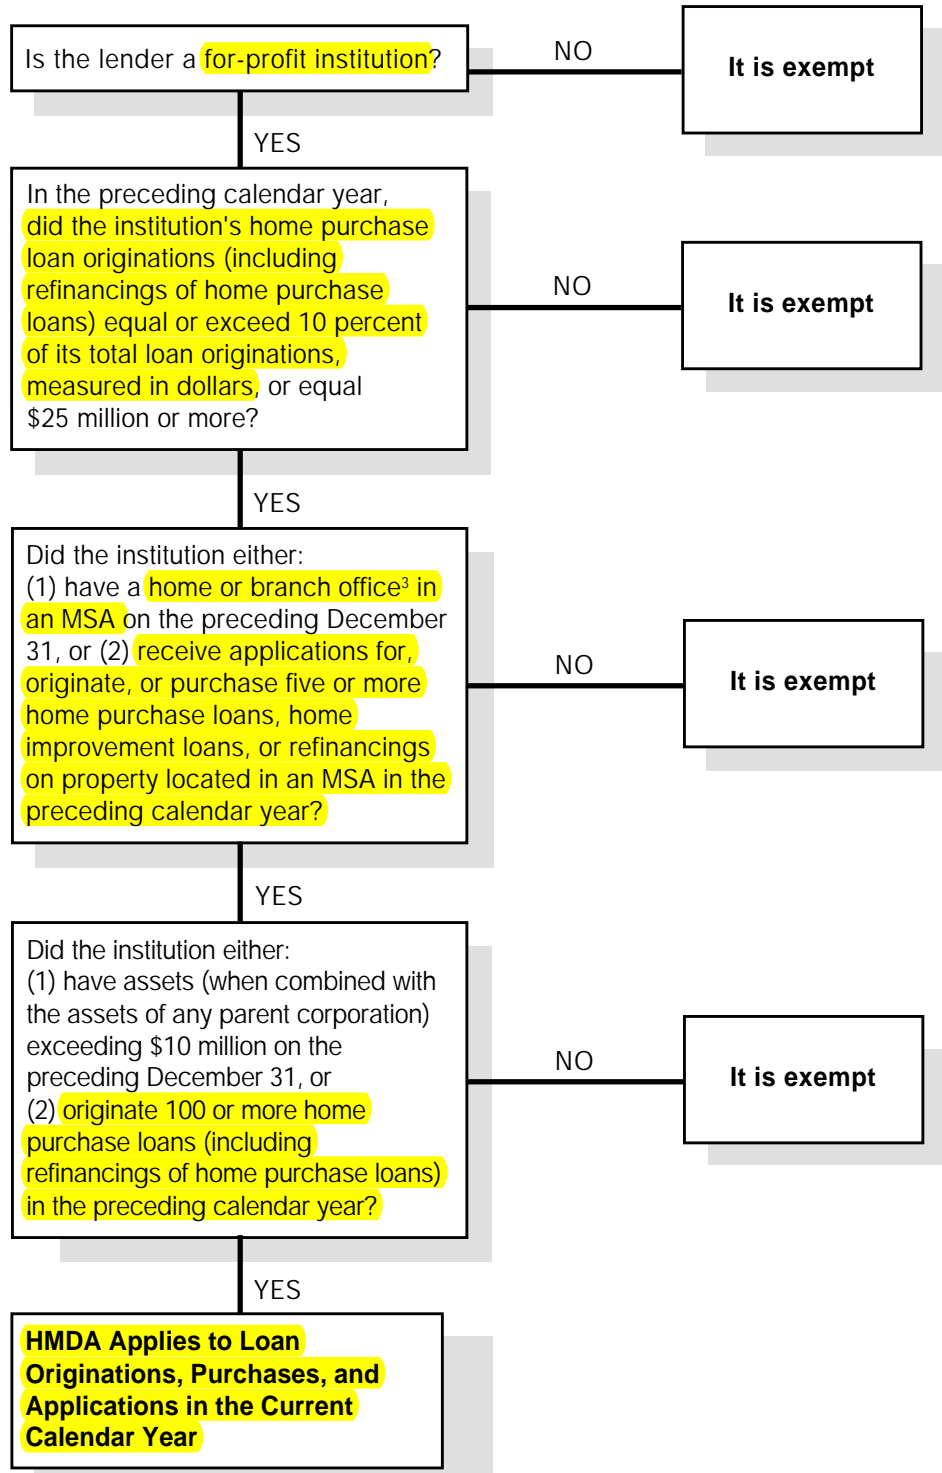 Is the lender a for-profit institution?
NO
It is exempt
YES
In the preceding calendar year,
did the institution's home purchase
loan originations (including
refinancings of home purchase
loans) equal or exceed 10 percent
of its total loan originations,
measured in dollars, or equal
$25 million or more?
NO
It is exempt
YES
Did the institution either:
(1) have a home or branch office³ in
an MSA on the preceding December
31, or (2) receive applications for,
originate, or purchase five or more
home purchase loans, home
improvement loans, or refinancings
on property located in an MSA in the
preceding calendar year?
NO
It is exempt
YES
Did the institution either:
(1) have assets (when combined with
the assets of any parent corporation)
exceeding $10 million on the
preceding December 31, or
(2) originate 100 or more home
purchase loans (including
refinancings of home purchase loans)
in the preceding calendar year?
NO
It is exempt
YES
HMDA Applies to Loan
Originations, Purchases, and
Applications in the Current
Calendar Year